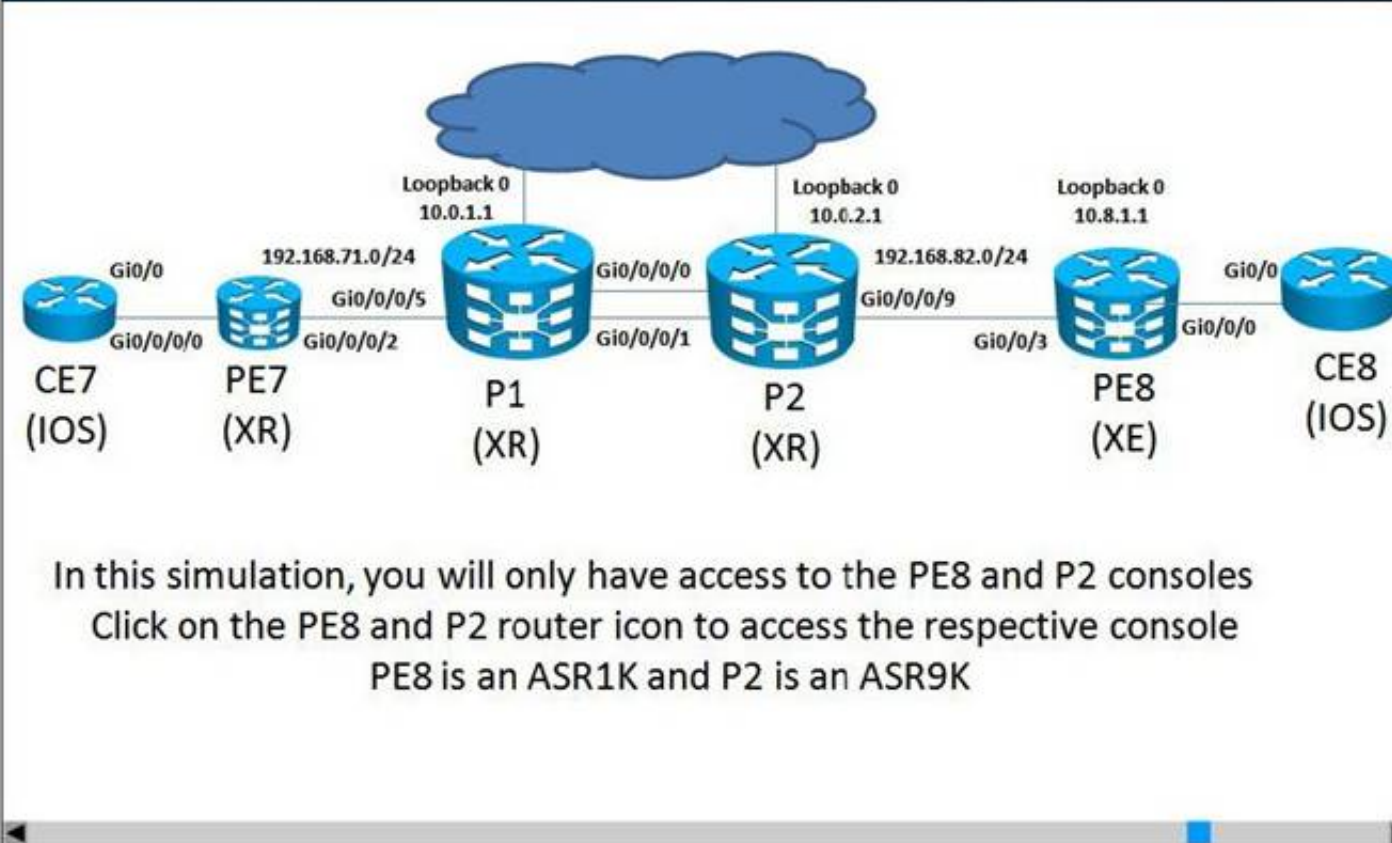 Loopback 0
10.0.1.1
Loopback 0
10.0.2.1
Loopback 0
10.8.1.1
Gi0/0
192.168.71.0/24
Gi0/0/0/5
Gi0/0/0/0
192.168.82.0/24
Gi0/0/0/9
Gi0/0
Gi0/0/0/0
Gi0/0/0/2
Gi0/0/0/1
Gi0/0/3
Gi0/0/0
CE7
(IOS)
PE7
(XR)
P1
(XR)
P2
(XR)
PE8
(XE)
CE8
(IOS)
In this simulation, you will only have access to the PE8 and P2 consoles
Click on the PE8 and P2 router icon to access the respective console
PE8 is an ASR1K and P2 is an ASR9K